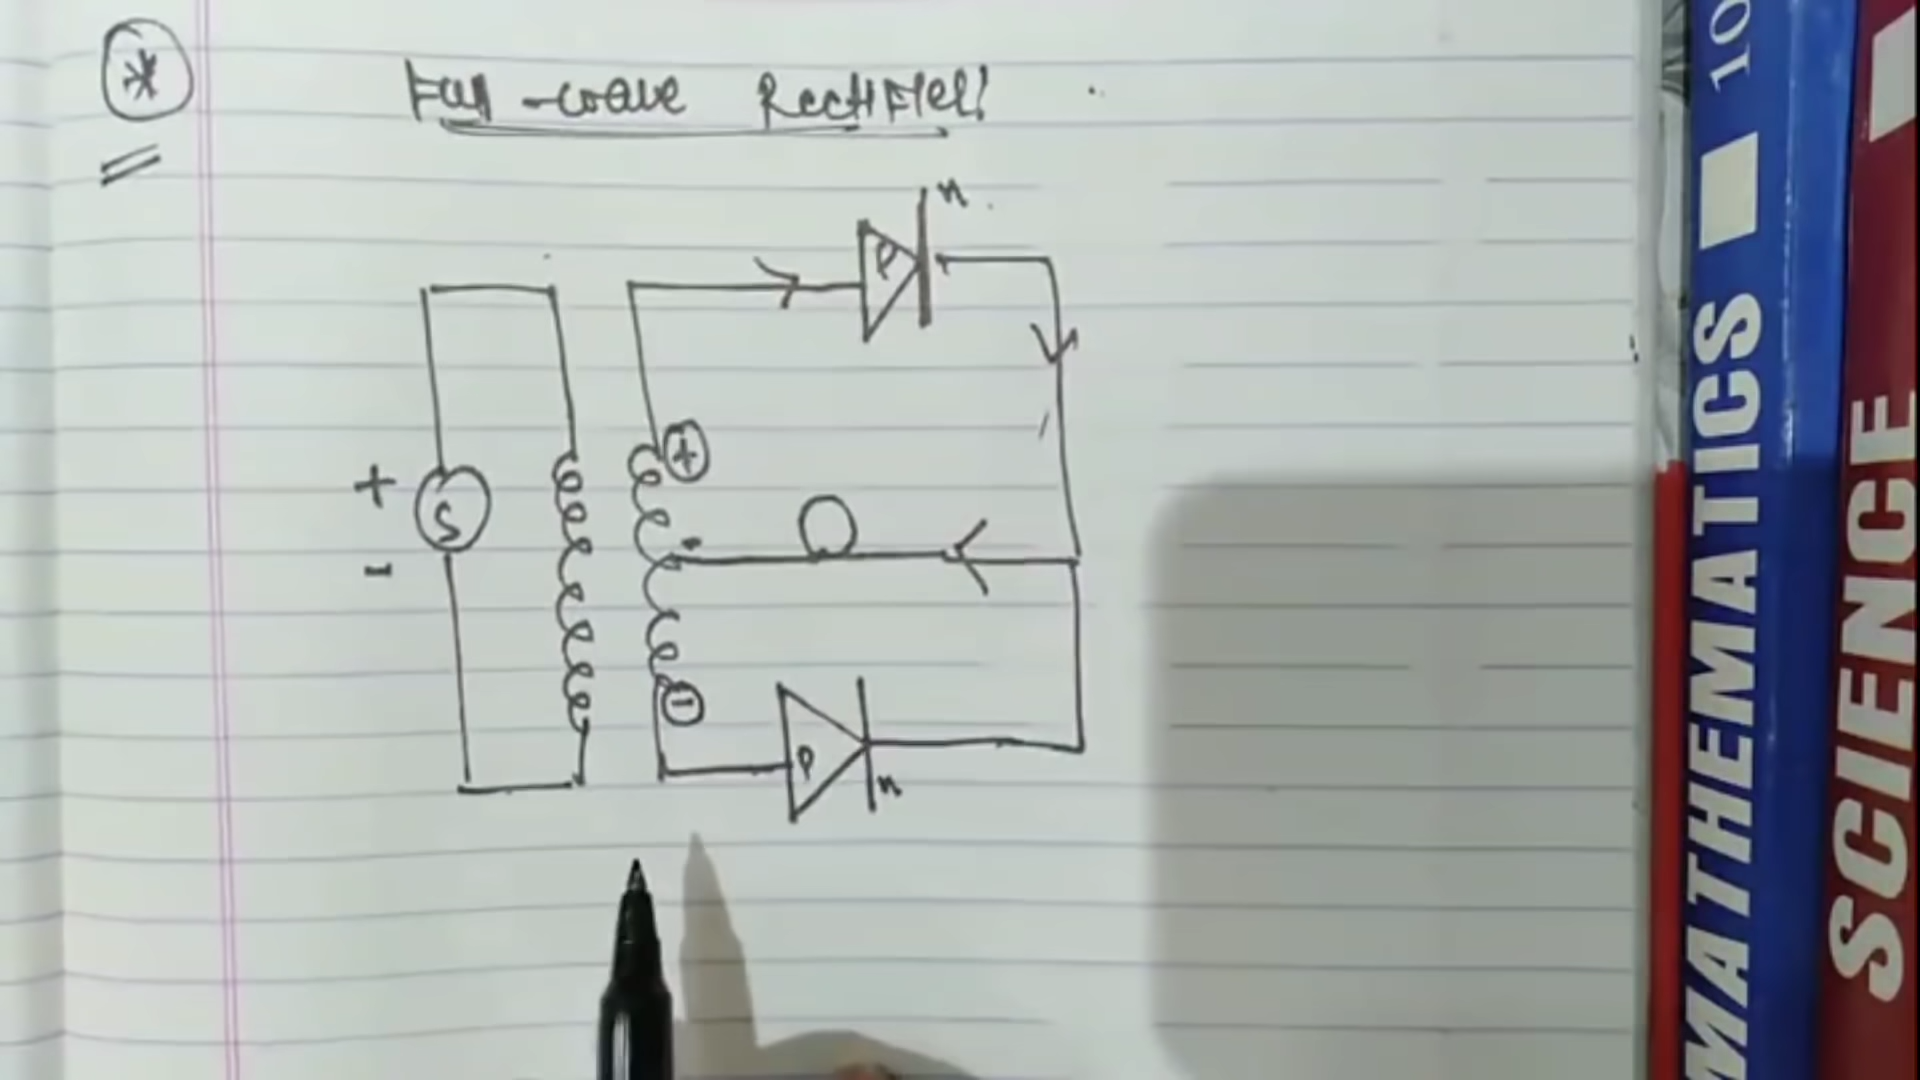 *
Full-wave Rectifier!
n
P
+
S
-
+
-
P
n
MATHEMATICS 10
SCIENCE